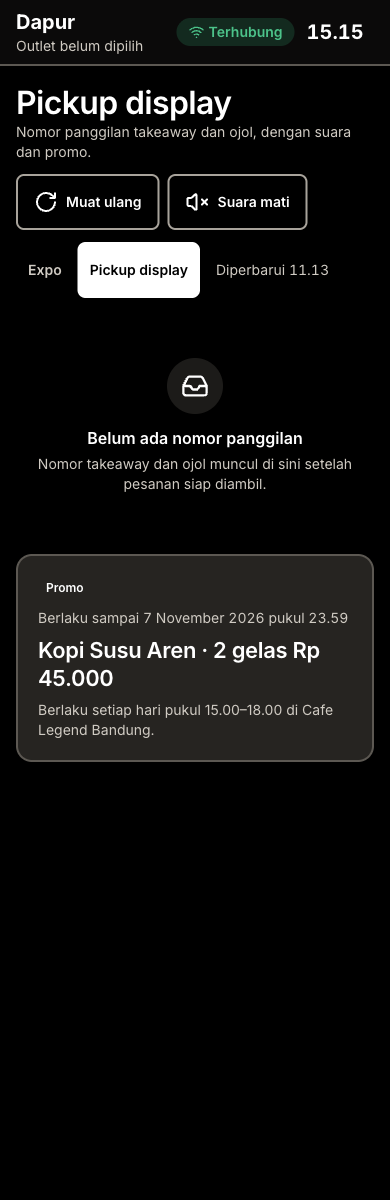 Dapur
Outlet belum dipilih
Terhubung
15.15
Pickup display
Nomor panggilan takeaway dan ojol, dengan suara
dan promo.
Muat ulang
Suara mati
Expo
Pickup display
Diperbarui 11.13
Belum ada nomor panggilan
Nomor takeaway dan ojol muncul di sini setelah
pesanan siap diambil.
Promo
Berlaku sampai 7 November 2026 pukul 23.59
Kopi Susu Aren · 2 gelas Rp
45.000
Berlaku setiap hari pukul 15.00–18.00 di Cafe
Legend Bandung.